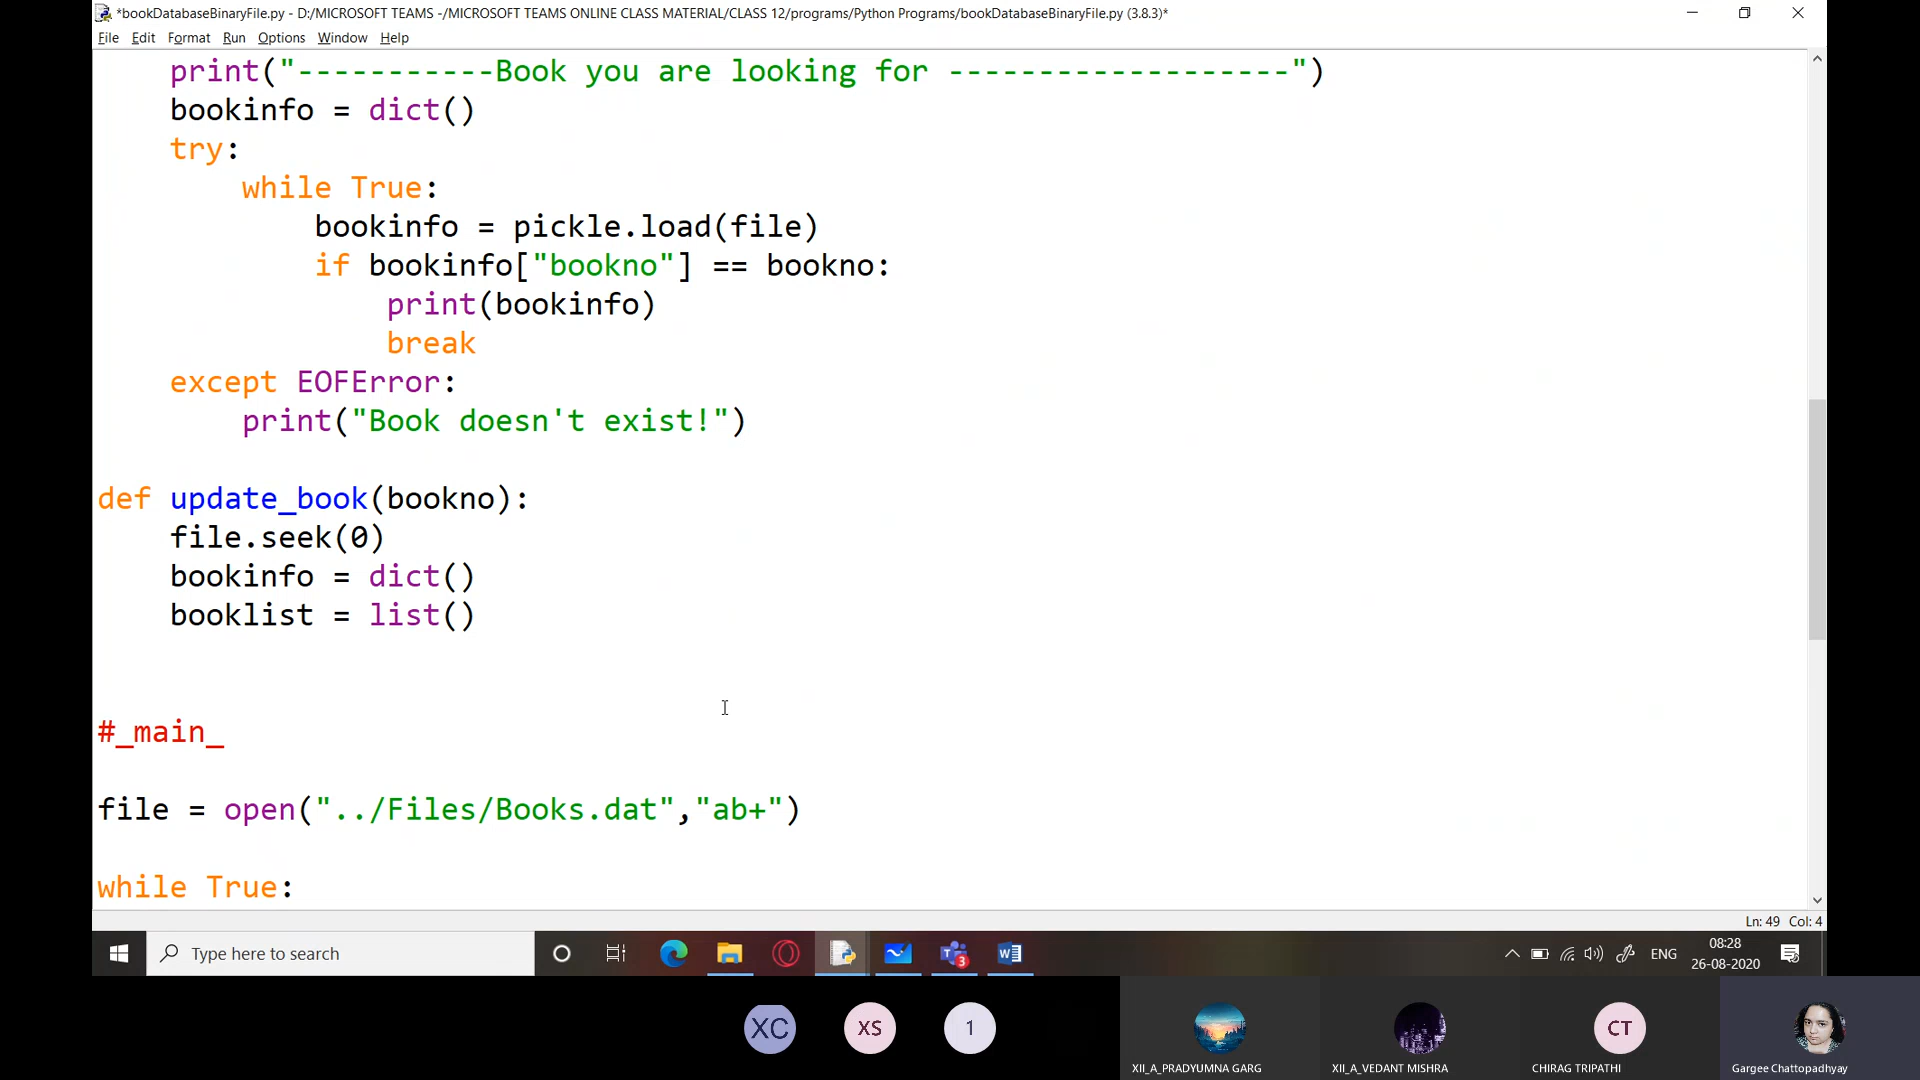 *bookDatabaseBinaryFile.py - D:/MICROSOFT TEAMS -/MICROSOFT TEAMS ONLINE CLASS MATERIAL/CLASS 12/programs/Python Programs/bookDatabaseBinaryFile.py (3.8.3)*
File Edit Format Run Options Window Help
    print("-----------Book you are looking for -------------------")
    bookinfo = dict()
    try:
        while True:
            bookinfo = pickle.load(file)
            if bookinfo["bookno"] == bookno:
                print(bookinfo)
                break
    except EOFError:
        print("Book doesn't exist!")
def update_book(bookno):
    file.seek(0)
    bookinfo = dict()
    booklist = list()
#_main_
file = open("../Files/Books.dat","ab+")
while True:
Ln: 49 Col: 4
Type here to search
3
W
ENG
08:28
26-08-2020
XC
XS
1
CT
XII_A_PRADYUMNA GARG
XII_A_VEDANT MISHRA
CHIRAG TRIPATHI
Gargee Chattopadhyay